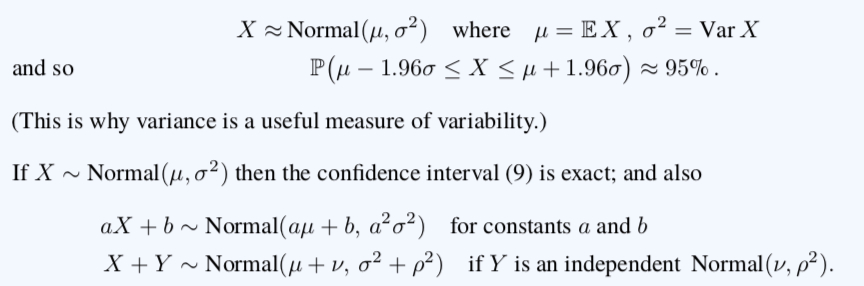 X ≈ Normal(μ, σ²) where μ = 𝔼 X , σ² = Var X
and so ℙ(μ − 1.96σ ≤ X ≤ μ + 1.96σ) ≈ 95% .
(This is why variance is a useful measure of variability.)
If X ∼ Normal(μ, σ²) then the confidence interval (9) is exact; and also
aX + b ∼ Normal(aμ + b, a²σ²) for constants a and b
X + Y ∼ Normal(μ + ν, σ² + ρ²) if Y is an independent Normal(ν, ρ²).